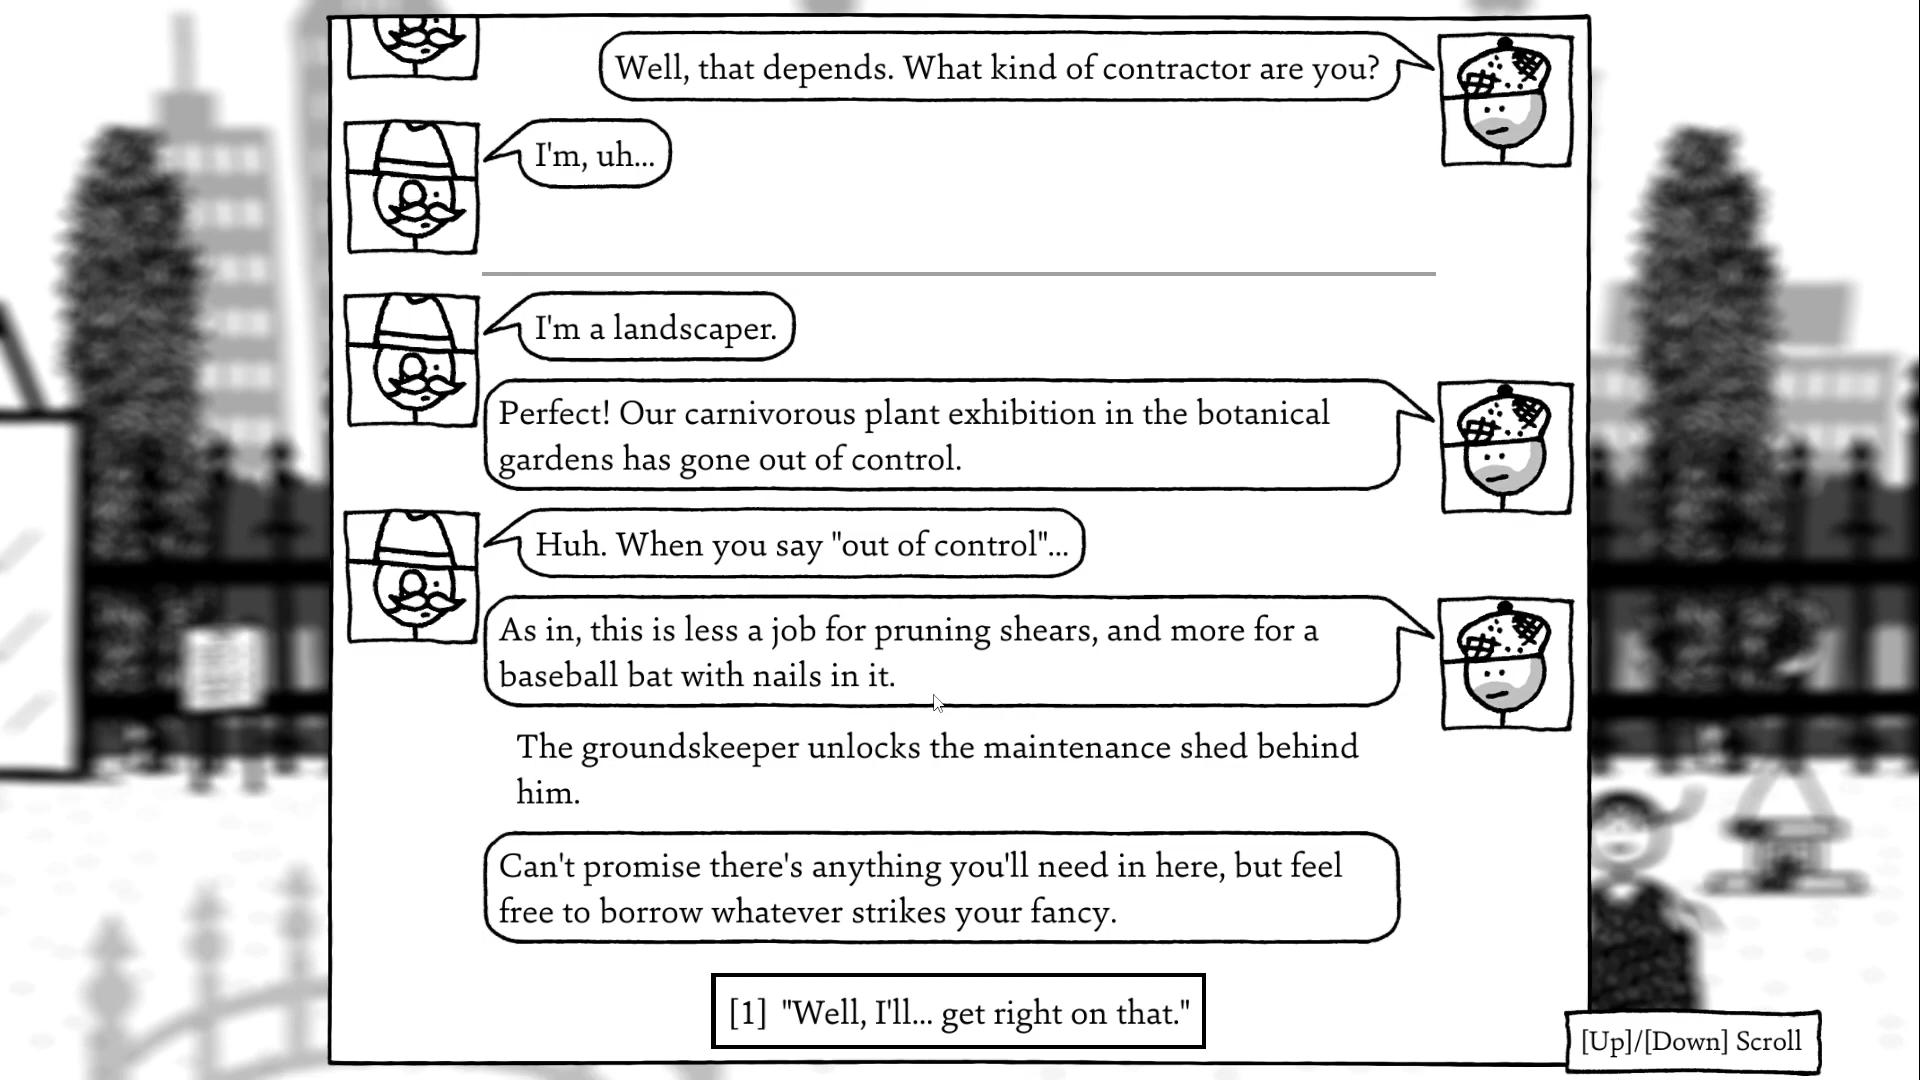 Well, that depends. What kind of contractor are you?
I'm, uh...
I'm a landscaper.
Perfect! Our carnivorous plant exhibition in the botanical
gardens has gone out of control.
Huh. When you say "out of control"...
As in, this is less a job for pruning shears, and more for a
baseball bat with nails in it.
The groundskeeper unlocks the maintenance shed behind
him.
Can't promise there's anything you'll need in here, but feel
free to borrow whatever strikes your fancy.
[1] "Well, I'll... get right on that."
[Up]/[Down] Scroll